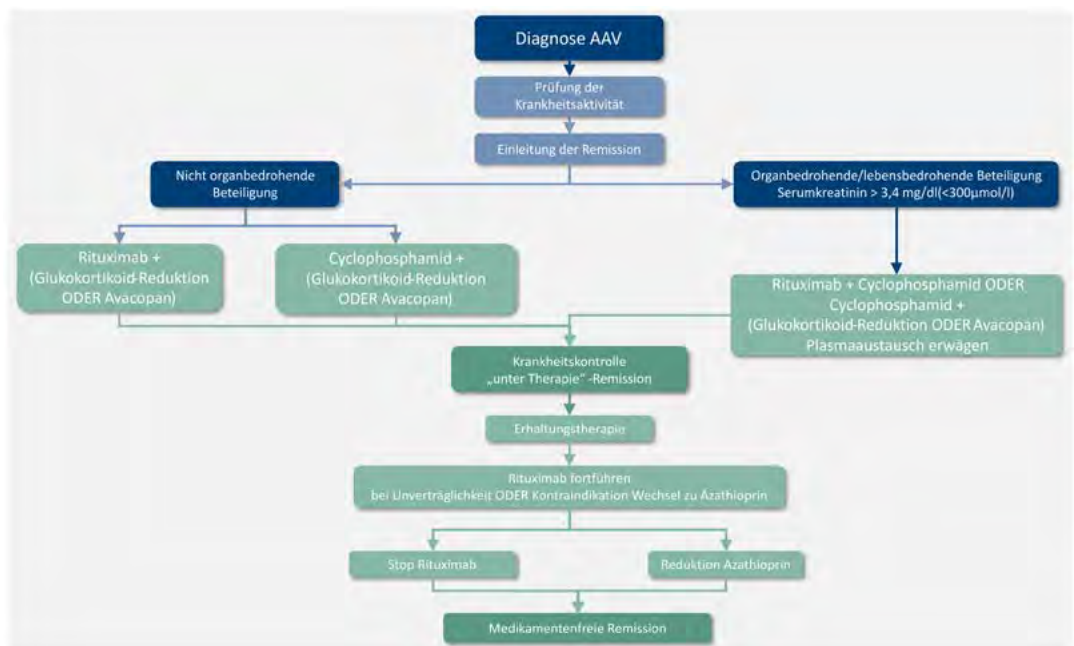 Diagnose AAV
Prüfung der
Krankheitsaktivität
Einleitung der Remission
Nicht organbedrohende
Beteiligung
Organbedrohende/lebensbedrohende Beteiligung
Serumkreatinin > 3,4 mg/dl(<300µmol/l)
Rituximab +
(Glukokortikoid-Reduktion
ODER Avacopan)
Cyclophosphamid +
(Glukokortikoid-Reduktion
ODER Avacopan)
Rituximab + Cyclophosphamid ODER
Cyclophosphamid +
(Glukokortikoid-Reduktion ODER Avacopan)
Plasmaaustausch erwägen
Krankheitskontrolle
„unter Therapie“ -Remission
Erhaltungstherapie
Rituximab fortführen
bei Unverträglichkeit ODER Kontraindikation Wechsel zu Azathioprin
Stop Rituximab
Reduktion Azathioprin
Medikamentenfreie Remission